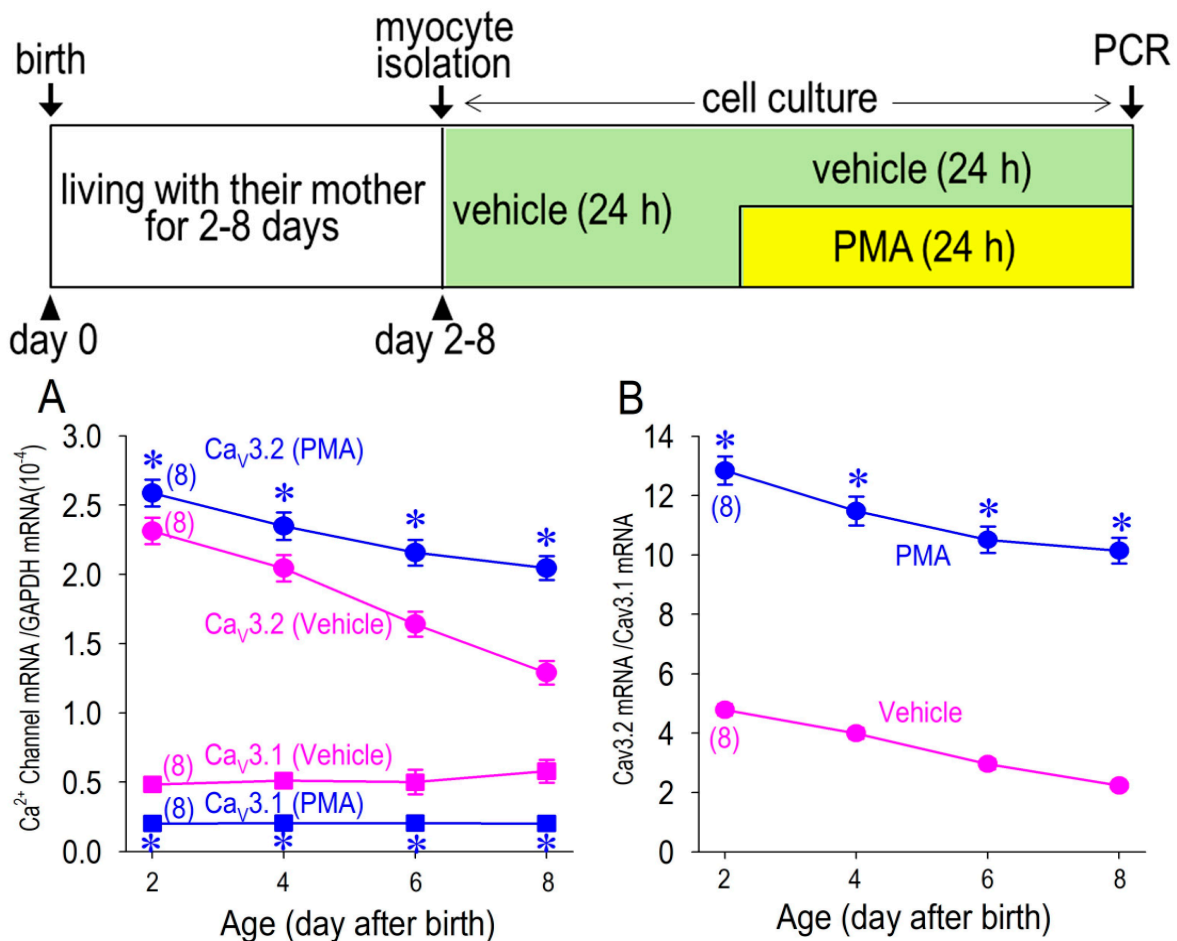 birth
myocyte
isolation
PCR
cell culture
living with their mother
for 2-8 days
vehicle (24 h)
vehicle (24 h)
PMA (24 h)
day 0
day 2-8
A
Ca²⁺ Channel mRNA /GAPDH mRNA(10⁻⁴)
3.0
2.5
2.0
1.5
1.0
0.5
0.0
* (8) CaV3.2 (PMA)
* * *
(8)
CaV3.2 (Vehicle)
(8) CaV3.1 (Vehicle)
(8) CaV3.1 (PMA)
* * * *
2 4 6 8
Age (day after birth)
B
Cav3.2 mRNA /Cav3.1 mRNA
14
12
10
8
6
4
2
0
* * * *
(8)
PMA
Vehicle
(8)
2 4 6 8
Age (day after birth)